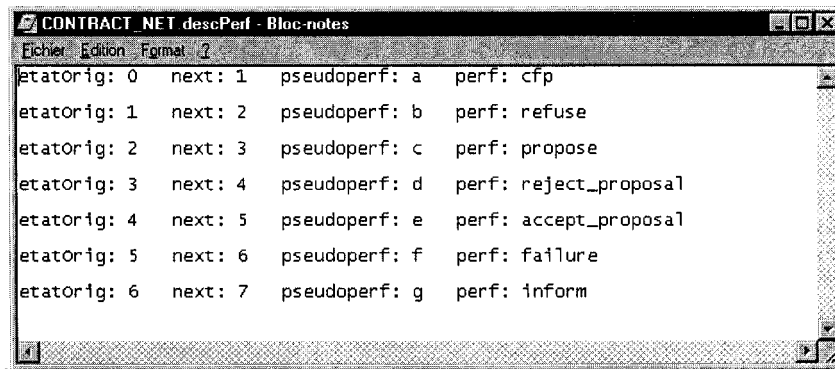 CONTRACT_NET.descPerf - Bloc-notes
Fichier Edition Format ?
etatOrig: 0 next: 1 pseudoperf: a perf: cfp
etatOrig: 1 next: 2 pseudoperf: b perf: refuse
etatOrig: 2 next: 3 pseudoperf: c perf: propose
etatOrig: 3 next: 4 pseudoperf: d perf: reject_proposal
etatOrig: 4 next: 5 pseudoperf: e perf: accept_proposal
etatOrig: 5 next: 6 pseudoperf: f perf: failure
etatOrig: 6 next: 7 pseudoperf: g perf: inform